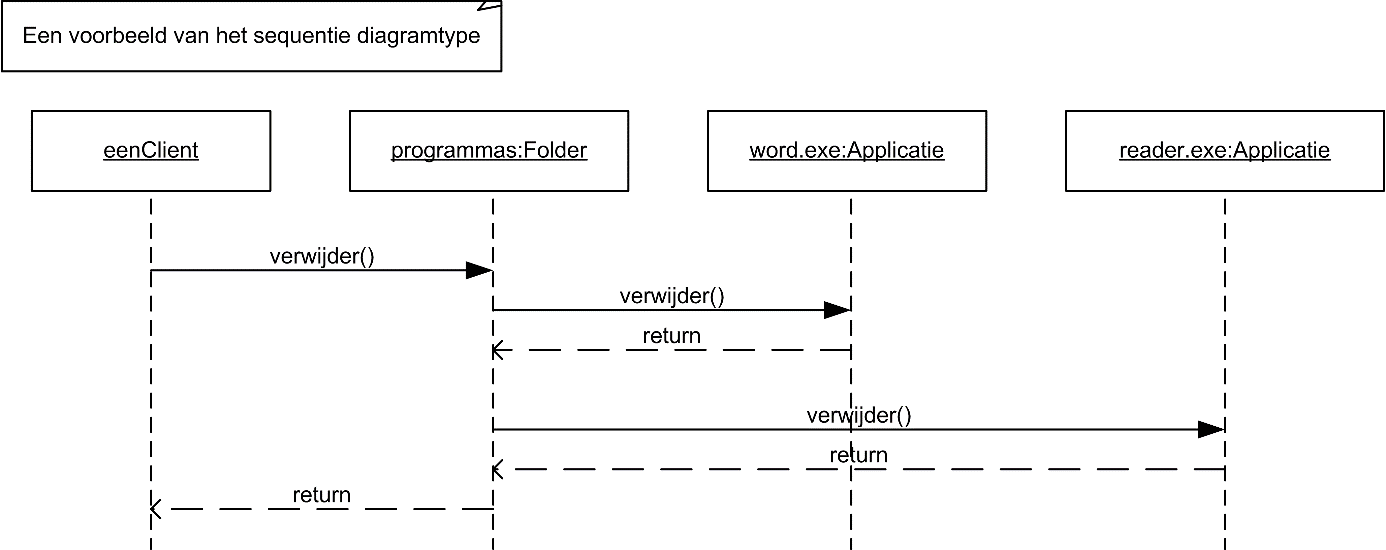 Een voorbeeld van het sequentie diagramtype
eenClient
programmas:Folder
word.exe:Applicatie
reader.exe:Applicatie
verwijder()
verwijder()
return
verwijder()
return
return